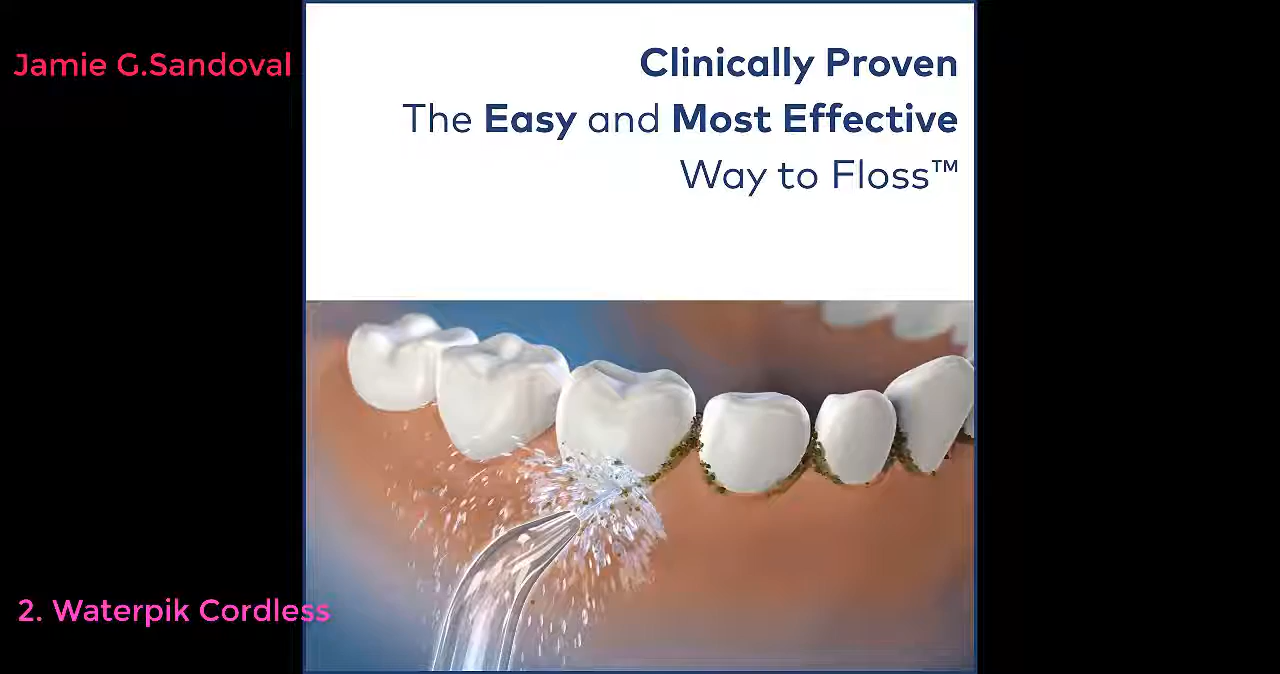 Jamie G.Sandoval
Clinically Proven
The Easy and Most Effective
Way to Floss™
2. Waterpik Cordless